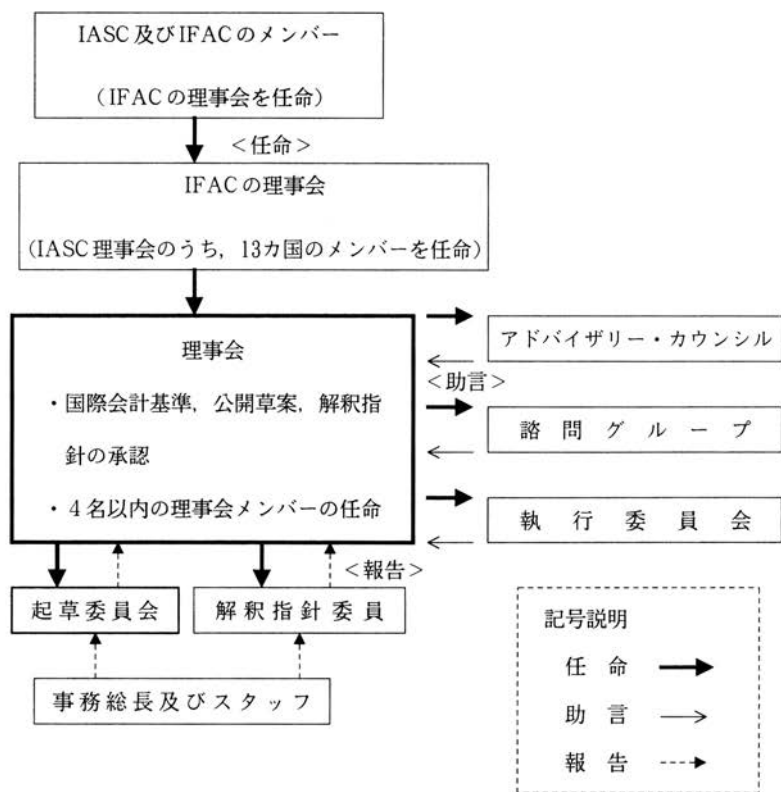 IASC及びIFACのメンバー
(IFACの理事会を任命)
<任命>
IFACの理事会
(IASC理事会のうち，13カ国のメンバーを任命)
理事会
・国際会計基準，公開草案，解釈指
針の承認
・4名以内の理事会メンバーの任命
アドバイザリー・カウンシル
<助言>
諮問グループ
執行委員会
<報告>
起草委員会
解釈指針委員
事務総長及びスタッフ
記号説明
任命
助言
報告